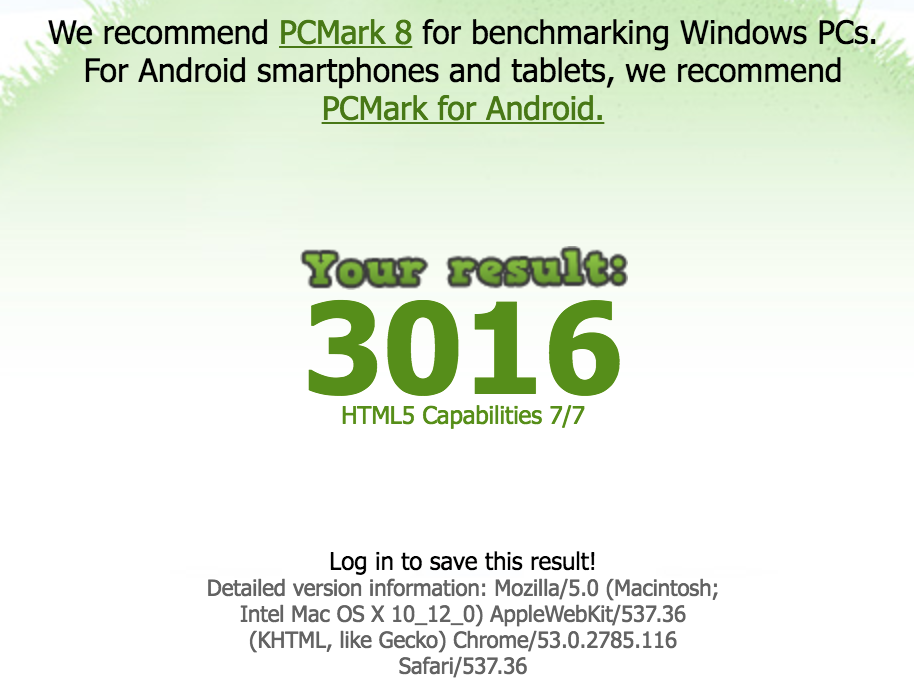 We recommend PCMark 8 for benchmarking Windows PCs.
For Android smartphones and tablets, we recommend
PCMark for Android.
Your result:
3016
HTML5 Capabilities 7/7
Log in to save this result!
Detailed version information: Mozilla/5.0 (Macintosh;
Intel Mac OS X 10_12_0) AppleWebKit/537.36
(KHTML, like Gecko) Chrome/53.0.2785.116
Safari/537.36